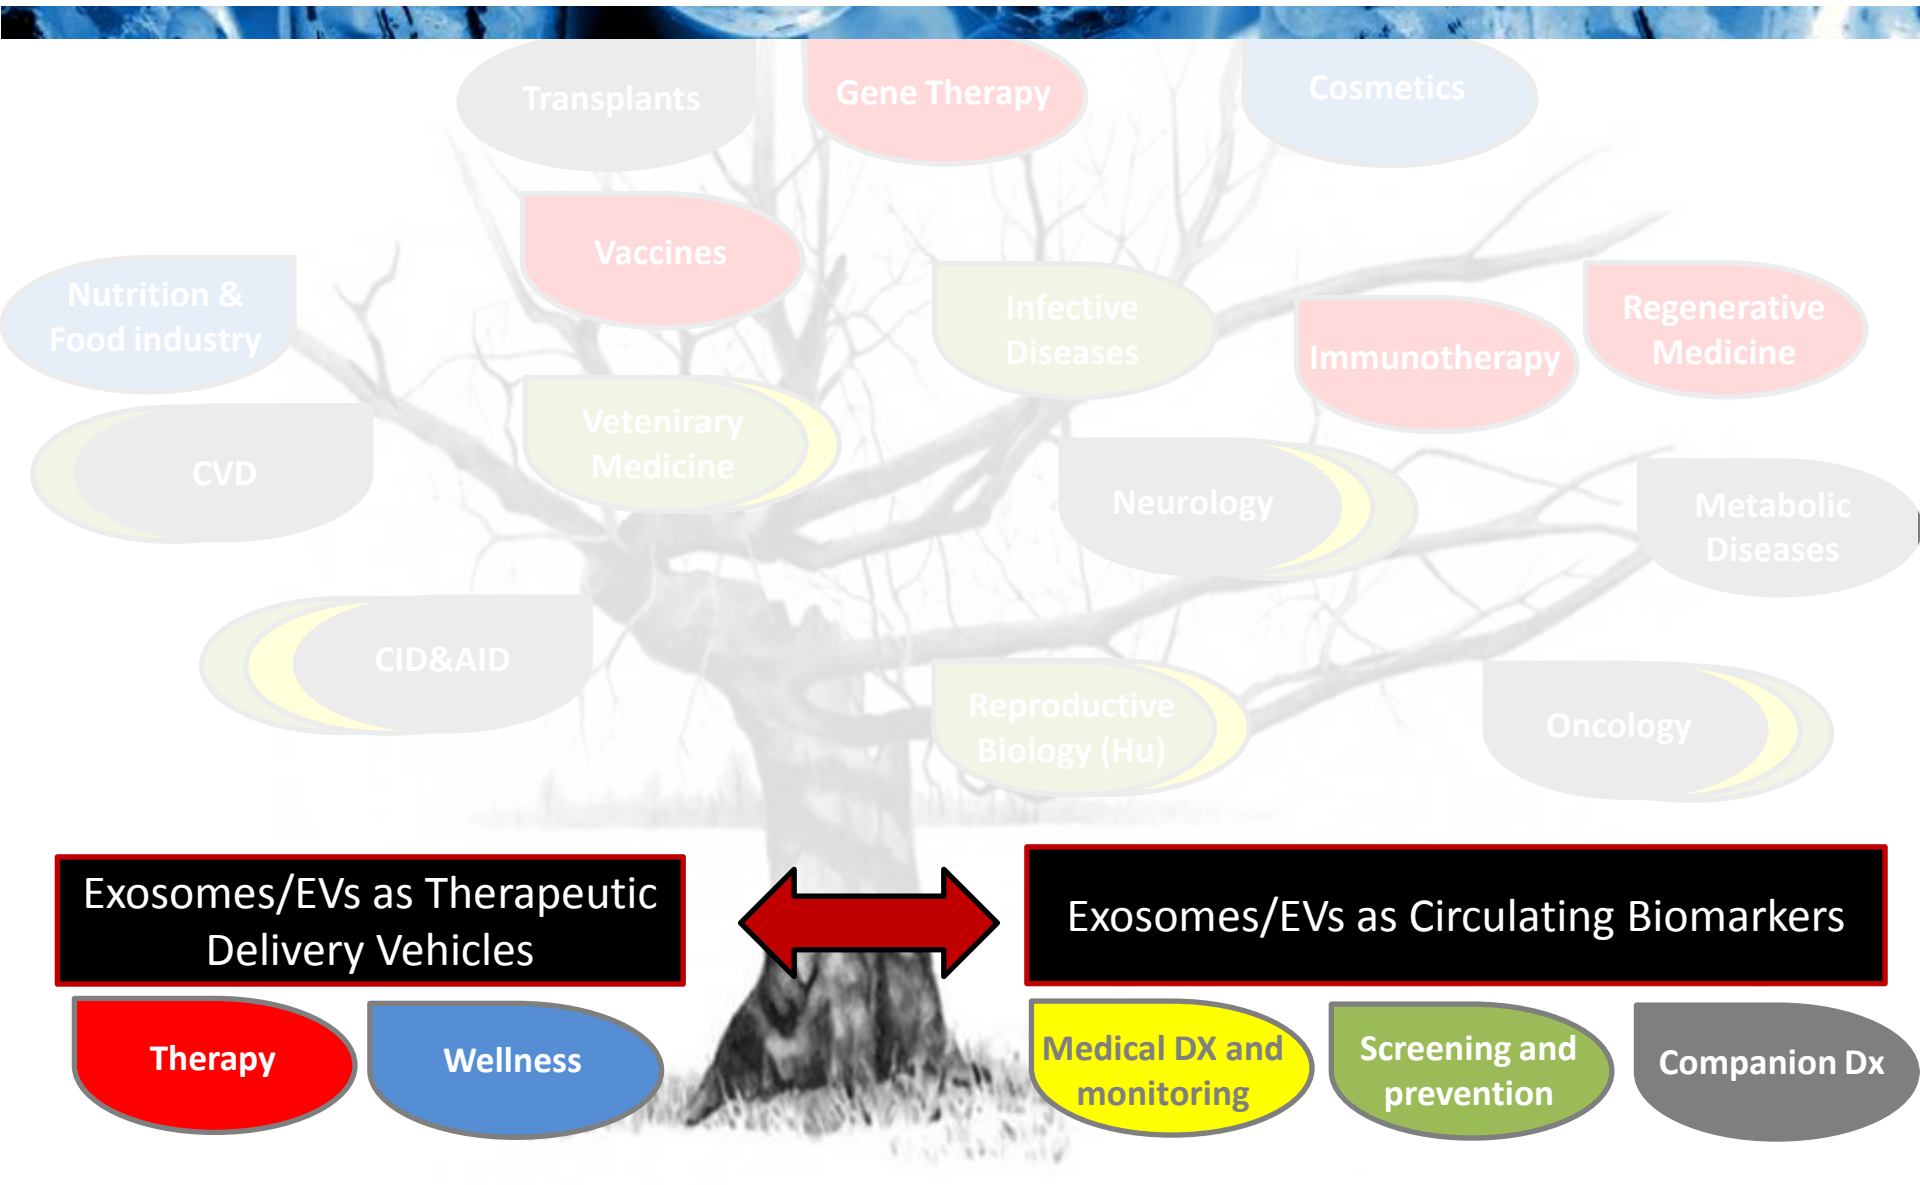 Transplants
Gene Therapy
Cosmetics
Vaccines
Nutrition &
Food industry
Infective
Diseases
Immunotherapy
Regenerative
Medicine
CVD
Vetenirary
Medicine
Neurology
Metabolic
Diseases
CID&AID
Reproductive
Biology (Hu)
Oncology
Exosomes/EVs as Therapeutic
Delivery Vehicles
Exosomes/EVs as Circulating Biomarkers
Therapy
Wellness
Medical DX and
monitoring
Screening and
prevention
Companion Dx